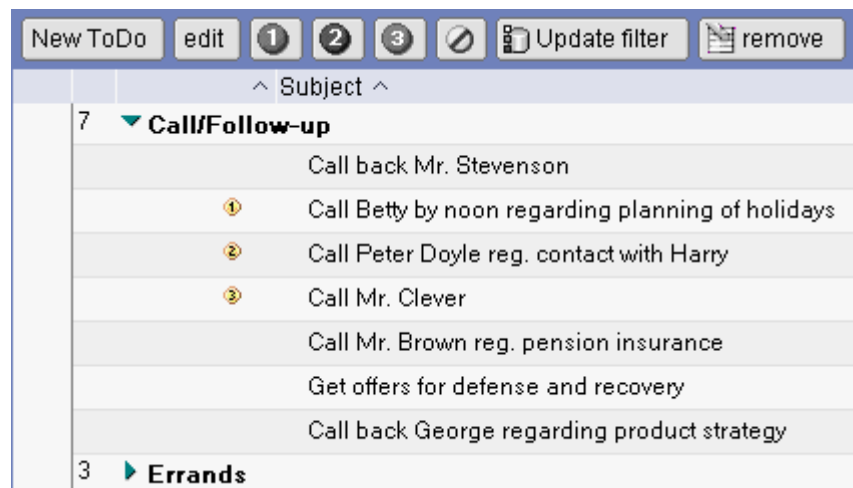 New ToDo edit 1 2 3 Update filter remove
^ Subject ^
7 Call/Follow-up
Call back Mr. Stevenson
1 Call Betty by noon regarding planning of holidays
2 Call Peter Doyle reg. contact with Harry
3 Call Mr. Clever
Call Mr. Brown reg. pension insurance
Get offers for defense and recovery
Call back George regarding product strategy
3 Errands